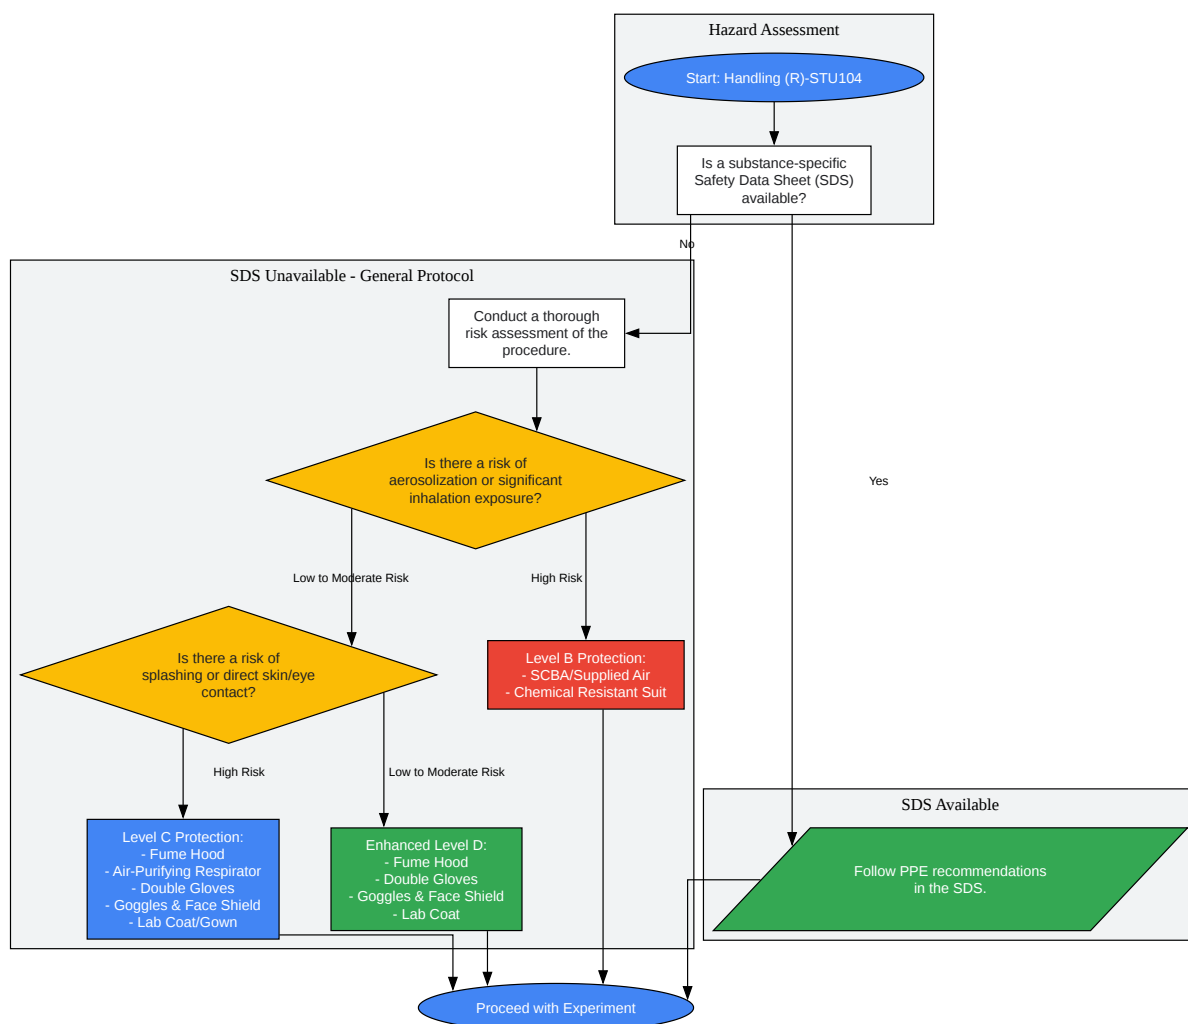 Hazard Assessment
Start: Handling (R)-STU104
Is a substance-specific
Safety Data Sheet (SDS)
available?
No
SDS Unavailable - General Protocol
Conduct a thorough
risk assessment of the
procedure.
Is there a risk of
aerosolization or significant
inhalation exposure?
Yes
Low to Moderate Risk
High Risk
Is there a risk of
splashing or direct skin/eye
contact?
Level B Protection:
- SCBA/Supplied Air
- Chemical Resistant Suit
High Risk
Low to Moderate Risk
Level C Protection:
- Fume Hood
- Air-Purifying Respirator
- Double Gloves
- Goggles & Face Shield
- Lab Coat/Gown
Enhanced Level D:
- Fume Hood
- Double Gloves
- Goggles & Face Shield
- Lab Coat
SDS Available
Follow PPE recommendations
in the SDS.
Proceed with Experiment